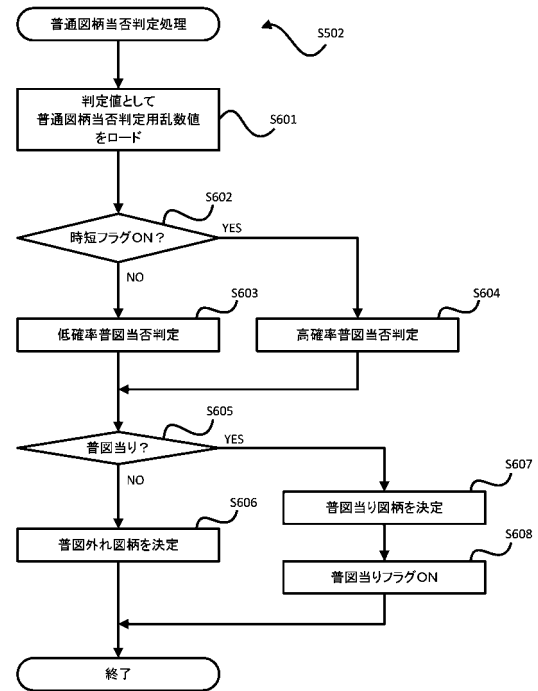 普通図柄当否判定処理
S502
判定値として
普通図柄当否判定用乱数値
をロード
S601
S602
時短フラグON?
YES
NO
S603
S604
低確率普図当否判定
高確率普図当否判定
S605
普図当り?
YES
NO
S606
S607
普図外れ図柄を決定
普図当り図柄を決定
S608
普図当りフラグON
終了